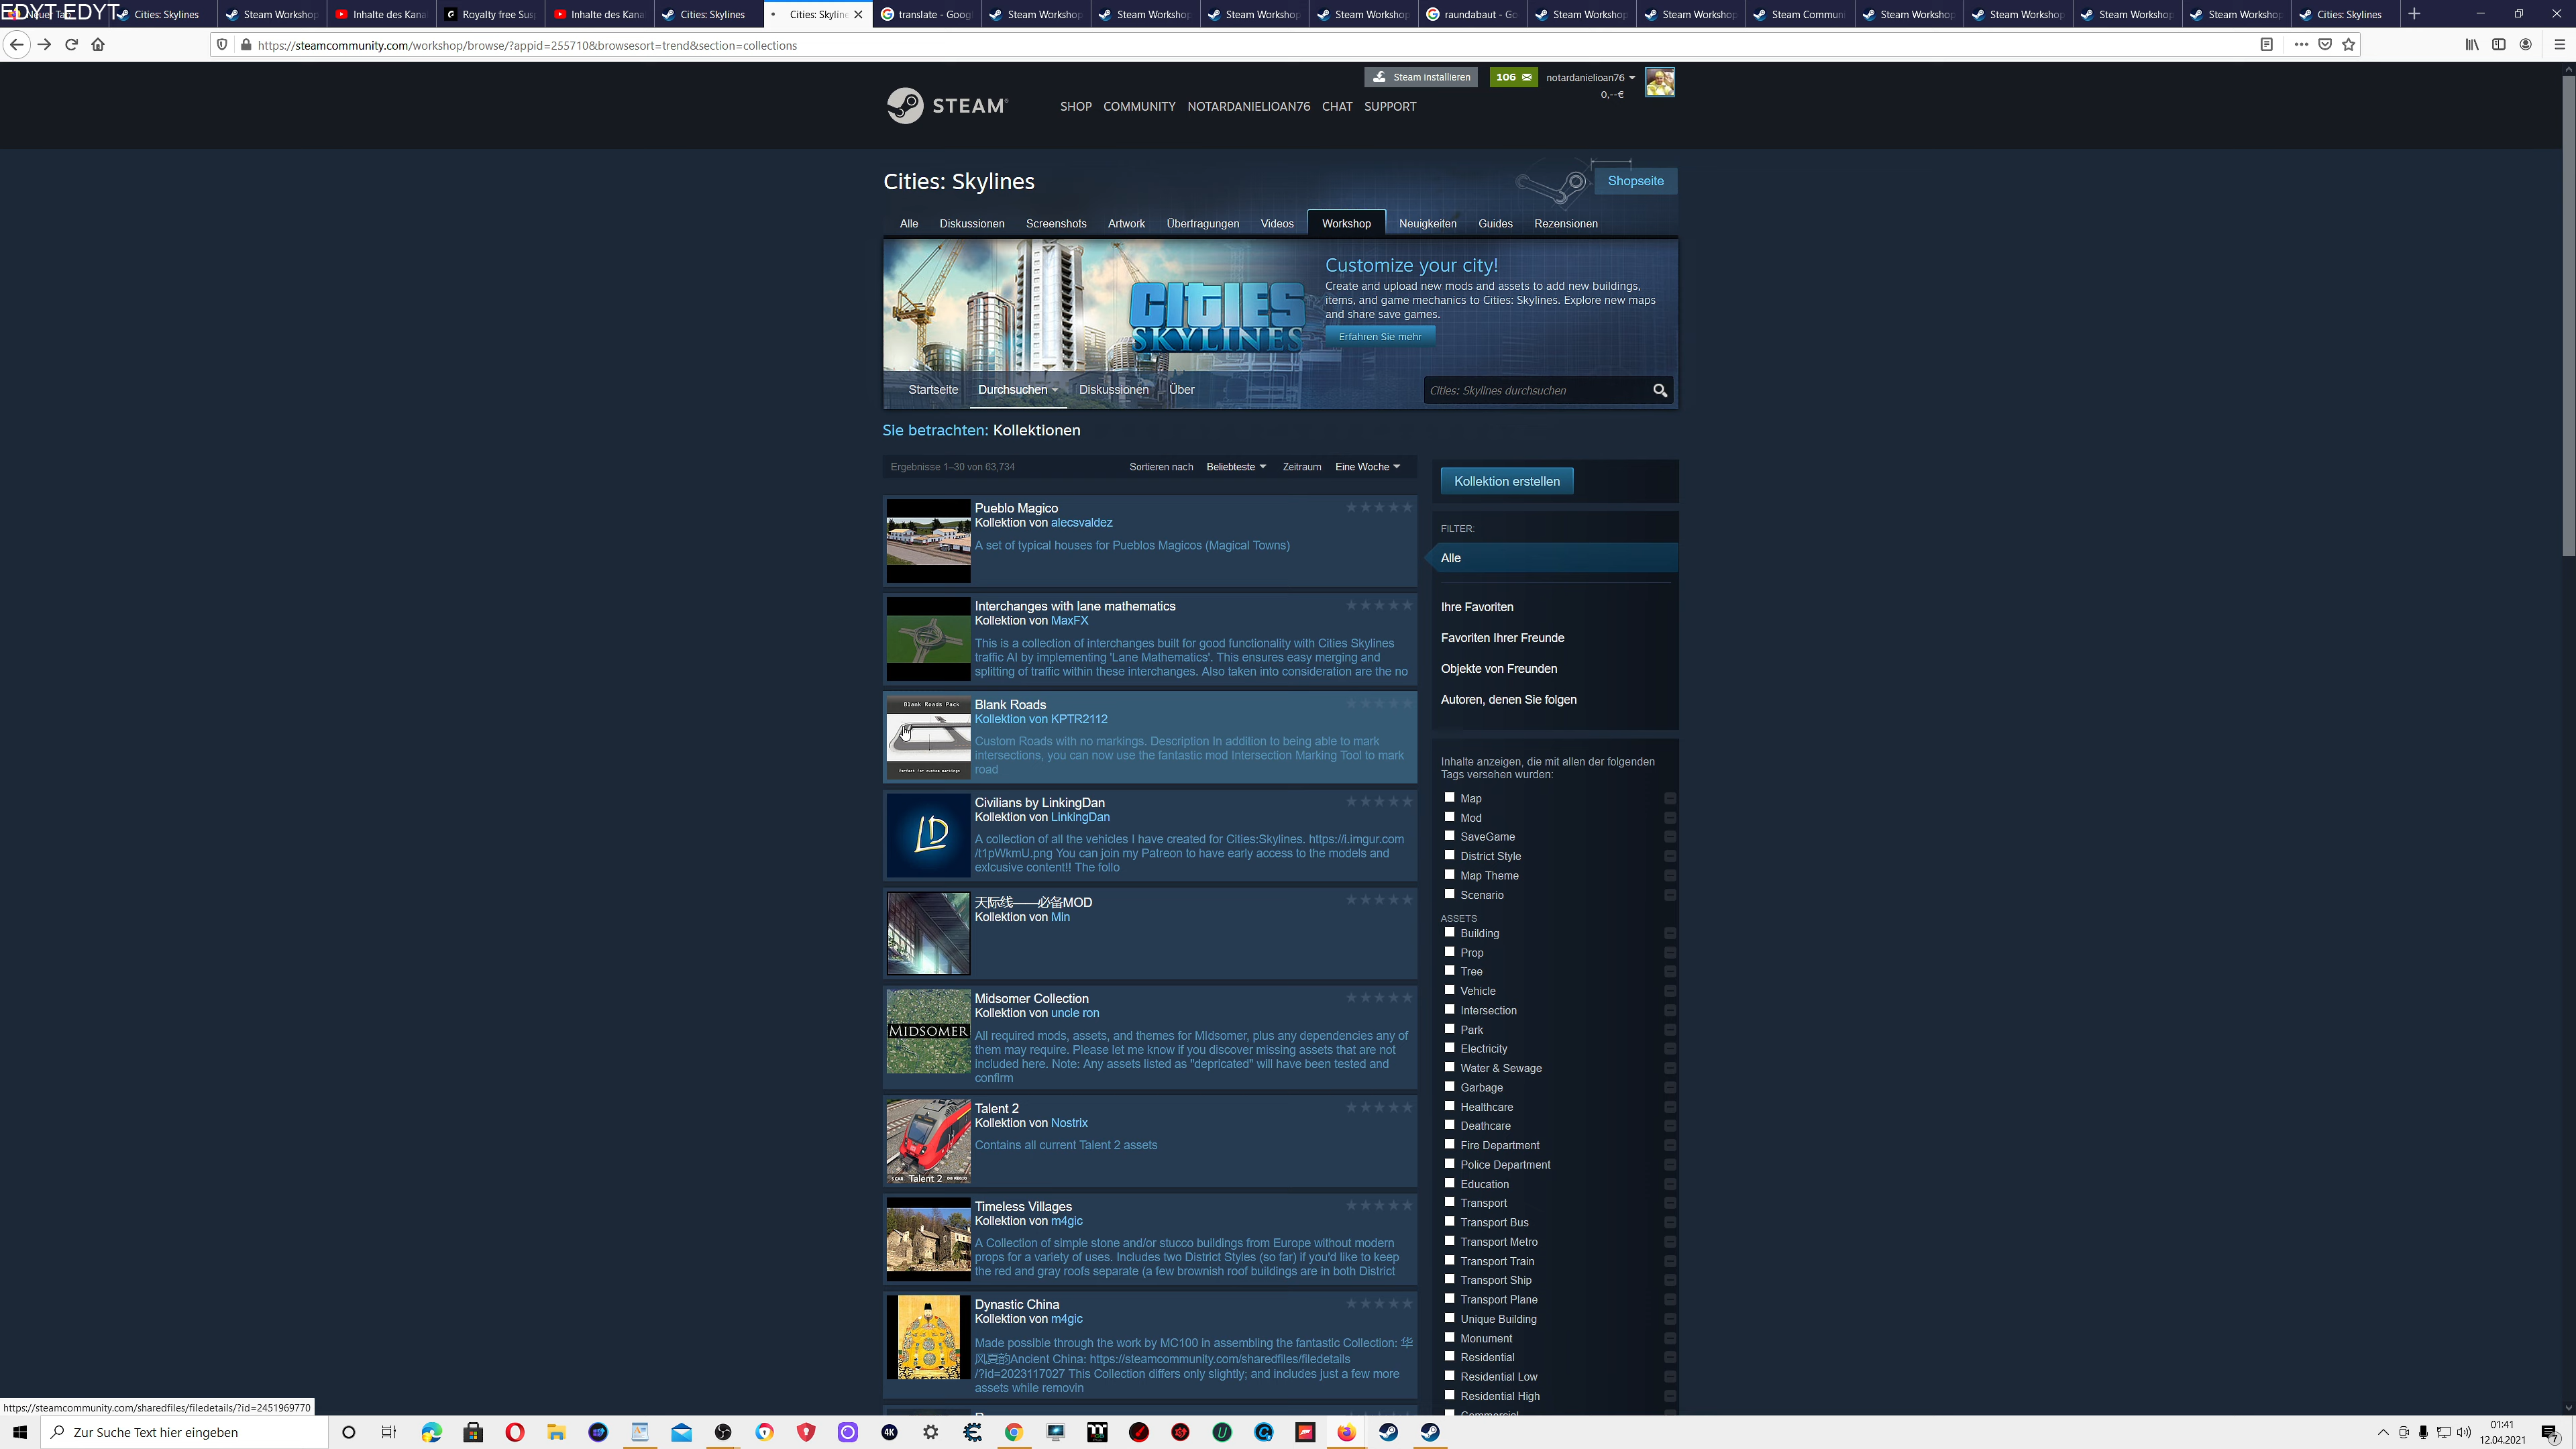 EDYT-EDYT
Neuer Tab
Cities: Skylines
Steam Workshop
Inhalte des Kana
Royalty free Sus
Inhalte des Kana
Cities: Skylines
Cities: Skyline
translate - Goog
Steam Workshop
Steam Workshop
Steam Workshop
Steam Workshop
raundabaut - Go
Steam Workshop
Steam Workshop
Steam Communi
Steam Workshop
Steam Workshop
Steam Workshop
Steam Workshop
Cities: Skylines
https://steamcommunity.com/workshop/browse/?appid=255710&browsesort=trend&section=collections
Steam installieren
106
notardanielioan76
0,--€
STEAM
SHOP COMMUNITY NOTARDANIELIOAN76 CHAT SUPPORT
Cities: Skylines
Shopseite
Alle Diskussionen Screenshots Artwork Übertragungen Videos Workshop Neuigkeiten Guides Rezensionen
CITIES SKYLINES
Customize your city!
Create and upload new mods and assets to add new buildings,
items, and game mechanics to Cities: Skylines. Explore new maps
and share save games.
Erfahren Sie mehr
Startseite Durchsuchen Diskussionen Über
Cities: Skylines durchsuchen
Sie betrachten: Kollektionen
Ergebnisse 1–30 von 63,734
Sortieren nach Beliebteste Zeitraum Eine Woche
Pueblo Magico
Kollektion von alecsvaldez
A set of typical houses for Pueblos Magicos (Magical Towns)
Interchanges with lane mathematics
Kollektion von MaxFX
This is a collection of interchanges built for good functionality with Cities Skylines
traffic AI by implementing 'Lane Mathematics'. This ensures easy merging and
splitting of traffic within these interchanges. Also taken into consideration are the no
Blank Roads Pack
Perfect for custom markings
Blank Roads
Kollektion von KPTR2112
Custom Roads with no markings. Description In addition to being able to mark
intersections, you can now use the fantastic mod Intersection Marking Tool to mark
road
LD
Civilians by LinkingDan
Kollektion von LinkingDan
A collection of all the vehicles I have created for Cities:Skylines. https://i.imgur.com
/t1pWkmU.png You can join my Patreon to have early access to the models and
exlcusive content!! The follo
天际线——必备MOD
Kollektion von Min
MIDSOMER
Midsomer Collection
Kollektion von uncle ron
All required mods, assets, and themes for MIdsomer, plus any dependencies any of
them may require. Please let me know if you discover missing assets that are not
included here. Note: Any assets listed as "depricated" will have been tested and
confirm
Talent 2
Talent 2
Kollektion von Nostrix
Contains all current Talent 2 assets
Timeless Villages
Kollektion von m4gic
A Collection of simple stone and/or stucco buildings from Europe without modern
props for a variety of uses. Includes two District Styles (so far) if you'd like to keep
the red and gray roofs separate (a few brownish roof buildings are in both District
Dynastic China
Kollektion von m4gic
Made possible through the work by MC100 in assembling the fantastic Collection: 华
风夏韵Ancient China: https://steamcommunity.com/sharedfiles/filedetails
/?id=2023117027 This Collection differs only slightly; and includes just a few more
assets while removin
Kollektion erstellen
FILTER:
Alle
Ihre Favoriten
Favoriten Ihrer Freunde
Objekte von Freunden
Autoren, denen Sie folgen
Inhalte anzeigen, die mit allen der folgenden
Tags versehen wurden:
Map
Mod
SaveGame
District Style
Map Theme
Scenario
ASSETS
Building
Prop
Tree
Vehicle
Intersection
Park
Electricity
Water & Sewage
Garbage
Healthcare
Deathcare
Fire Department
Police Department
Education
Transport
Transport Bus
Transport Metro
Transport Train
Transport Ship
Transport Plane
Unique Building
Monument
Residential
Residential Low
Residential High
Commercial
https://steamcommunity.com/sharedfiles/filedetails/?id=2451969770
Zur Suche Text hier eingeben
4K
01:41
12.04.2021
7